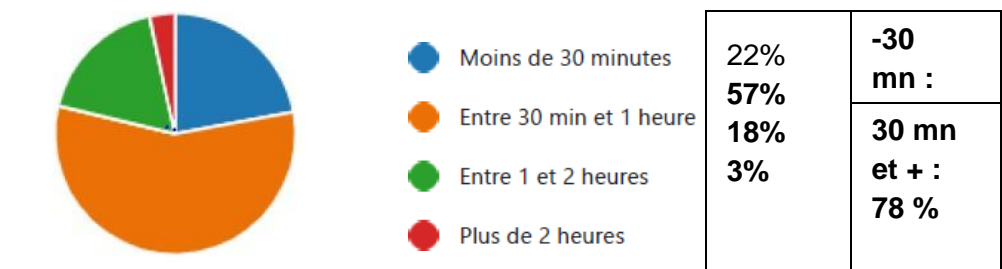 Moins de 30 minutes
Entre 30 min et 1 heure
Entre 1 et 2 heures
Plus de 2 heures
22%
57%
18%
3%
-30
mn :
30 mn
et + :
78 %